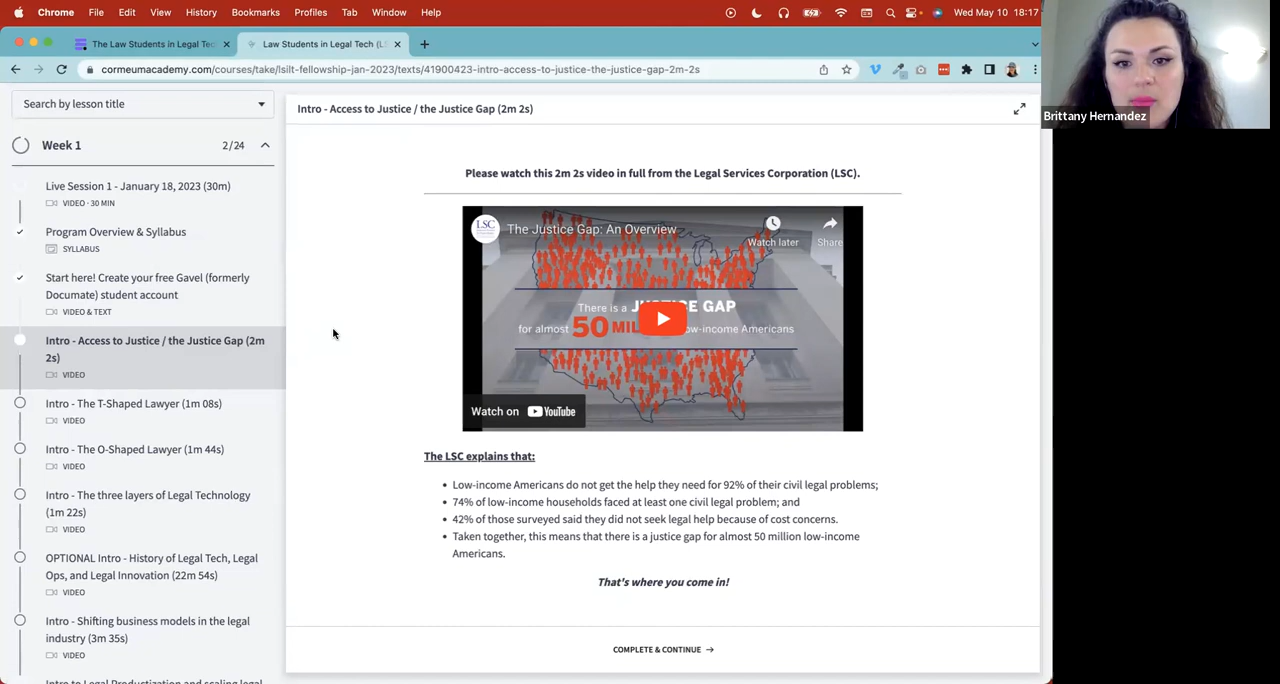 Chrome File Edit View History Bookmarks Profiles Tab Window Help
Wed May 10 18:17
The Law Students in Legal Tec
Law Students in Legal Tech (LS
cormeumacademy.com/courses/take/lsilt-fellowship-jan-2023/texts/41900423-intro-access-to-justice-the-justice-gap-2m-2s
Brittany Hernandez
Search by lesson title
Week 1
2/24
Live Session 1 - January 18, 2023 (30m)
VIDEO · 30 MIN
Program Overview & Syllabus
SYLLABUS
Start here! Create your free Gavel (formerly
Documate) student account
VIDEO & TEXT
Intro - Access to Justice / the Justice Gap (2m
2s)
VIDEO
Intro - The T-Shaped Lawyer (1m 08s)
VIDEO
Intro - The O-Shaped Lawyer (1m 44s)
VIDEO
Intro - The three layers of Legal Technology
(1m 22s)
VIDEO
OPTIONAL Intro - History of Legal Tech, Legal
Ops, and Legal Innovation (22m 54s)
VIDEO
Intro - Shifting business models in the legal
industry (3m 35s)
VIDEO
Intro to Legal Productization and scaling legal
Intro - Access to Justice / the Justice Gap (2m 2s)
Please watch this 2m 2s video in full from the Legal Services Corporation (LSC).
LSC
The Justice Gap: An Overview
Watch later
Share
There is a JUSTICE GAP
for almost 50 MIL low-income Americans
Watch on YouTube
The LSC explains that:
• Low-income Americans do not get the help they need for 92% of their civil legal problems;
• 74% of low-income households faced at least one civil legal problem; and
• 42% of those surveyed said they did not seek legal help because of cost concerns.
• Taken together, this means that there is a justice gap for almost 50 million low-income
Americans.
That's where you come in!
COMPLETE & CONTINUE →